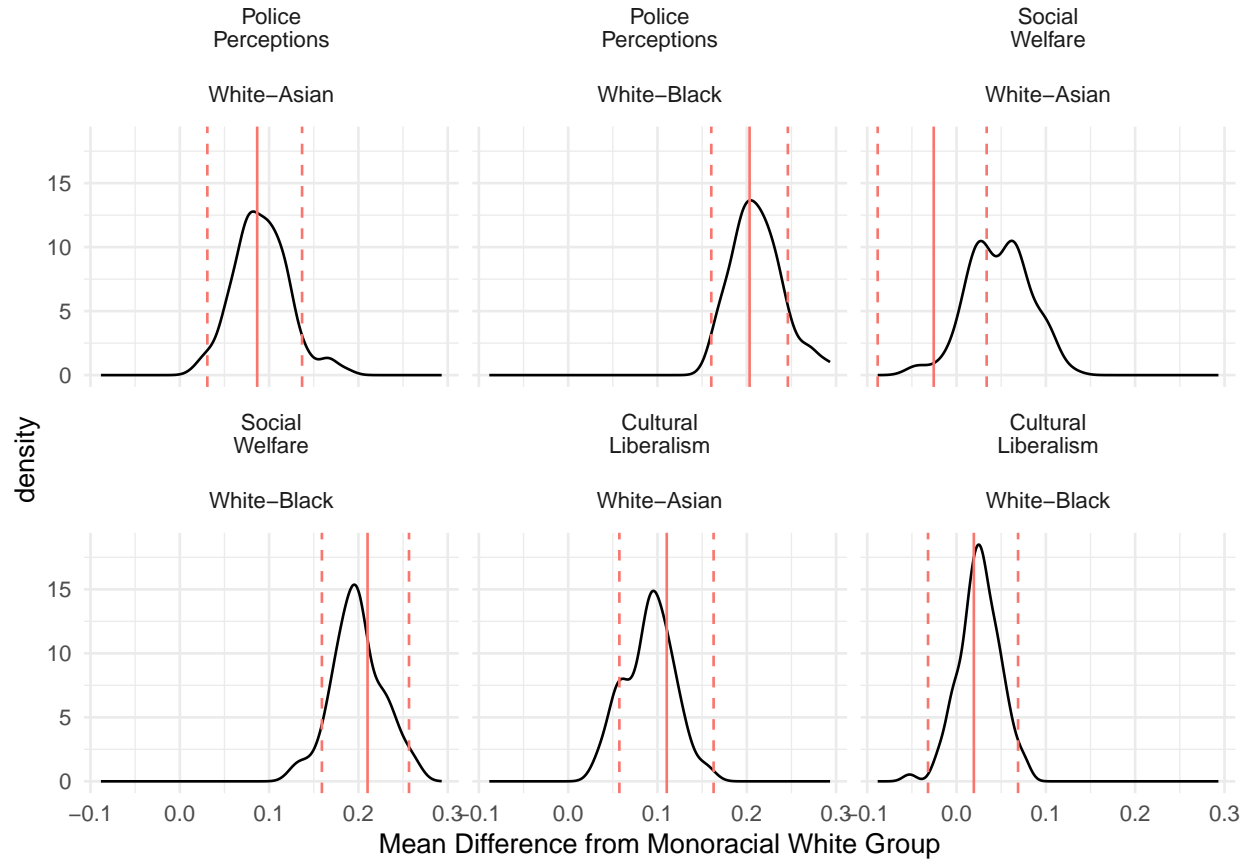 Police
Perceptions
White−Asian
Police
Perceptions
White−Black
Social
Welfare
White−Asian
15
10
5
0
Social
Welfare
White−Black
Cultural
Liberalism
White−Asian
Cultural
Liberalism
White−Black
15
10
5
0
−0.1 0.0 0.1 0.2 0.3
−0.1 0.0 0.1 0.2 0.3
−0.1 0.0 0.1 0.2 0.3
density
Mean Difference from Monoracial White Group